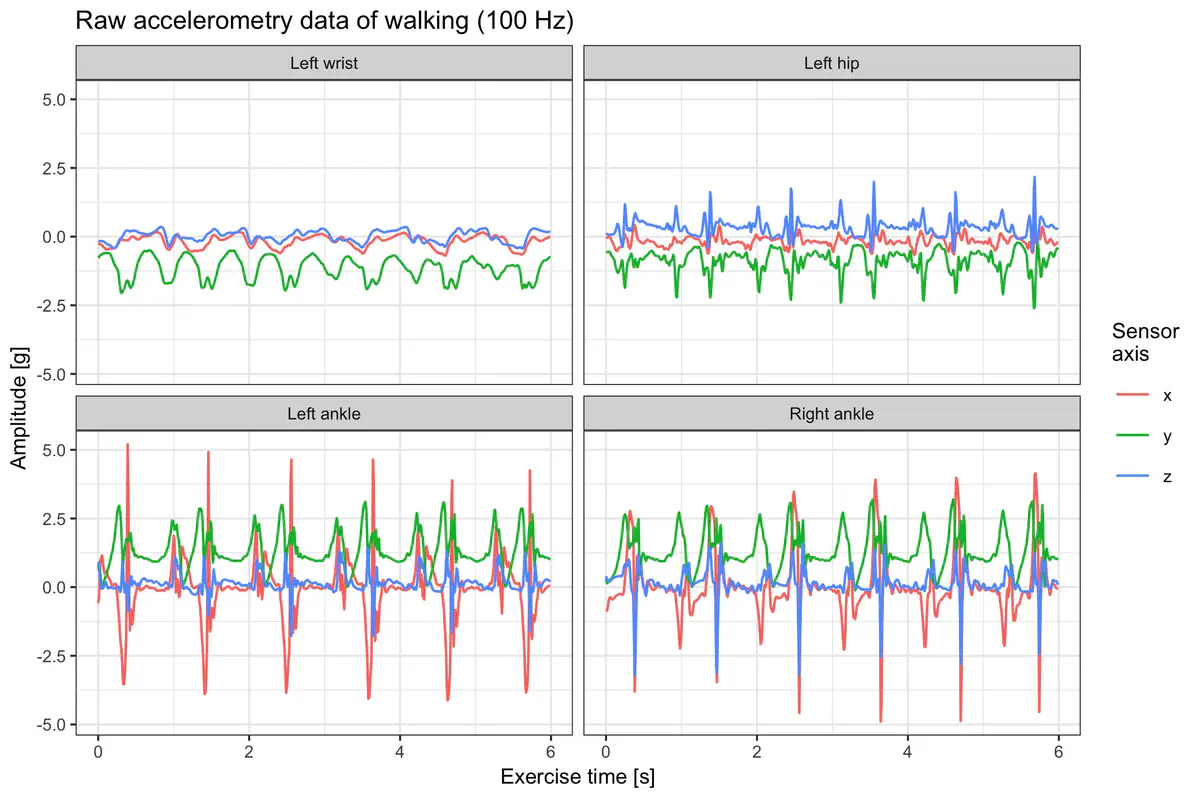 Raw accelerometry data of walking (100 Hz)
Left wrist
Left hip
5.0
2.5
0.0
-2.5
-5.0
Left ankle
Right ankle
5.0
2.5
0.0
-2.5
-5.0
0 2 4 6
0 2 4 6
Exercise time [s]
Amplitude [g]
Sensor
axis
x
y
z